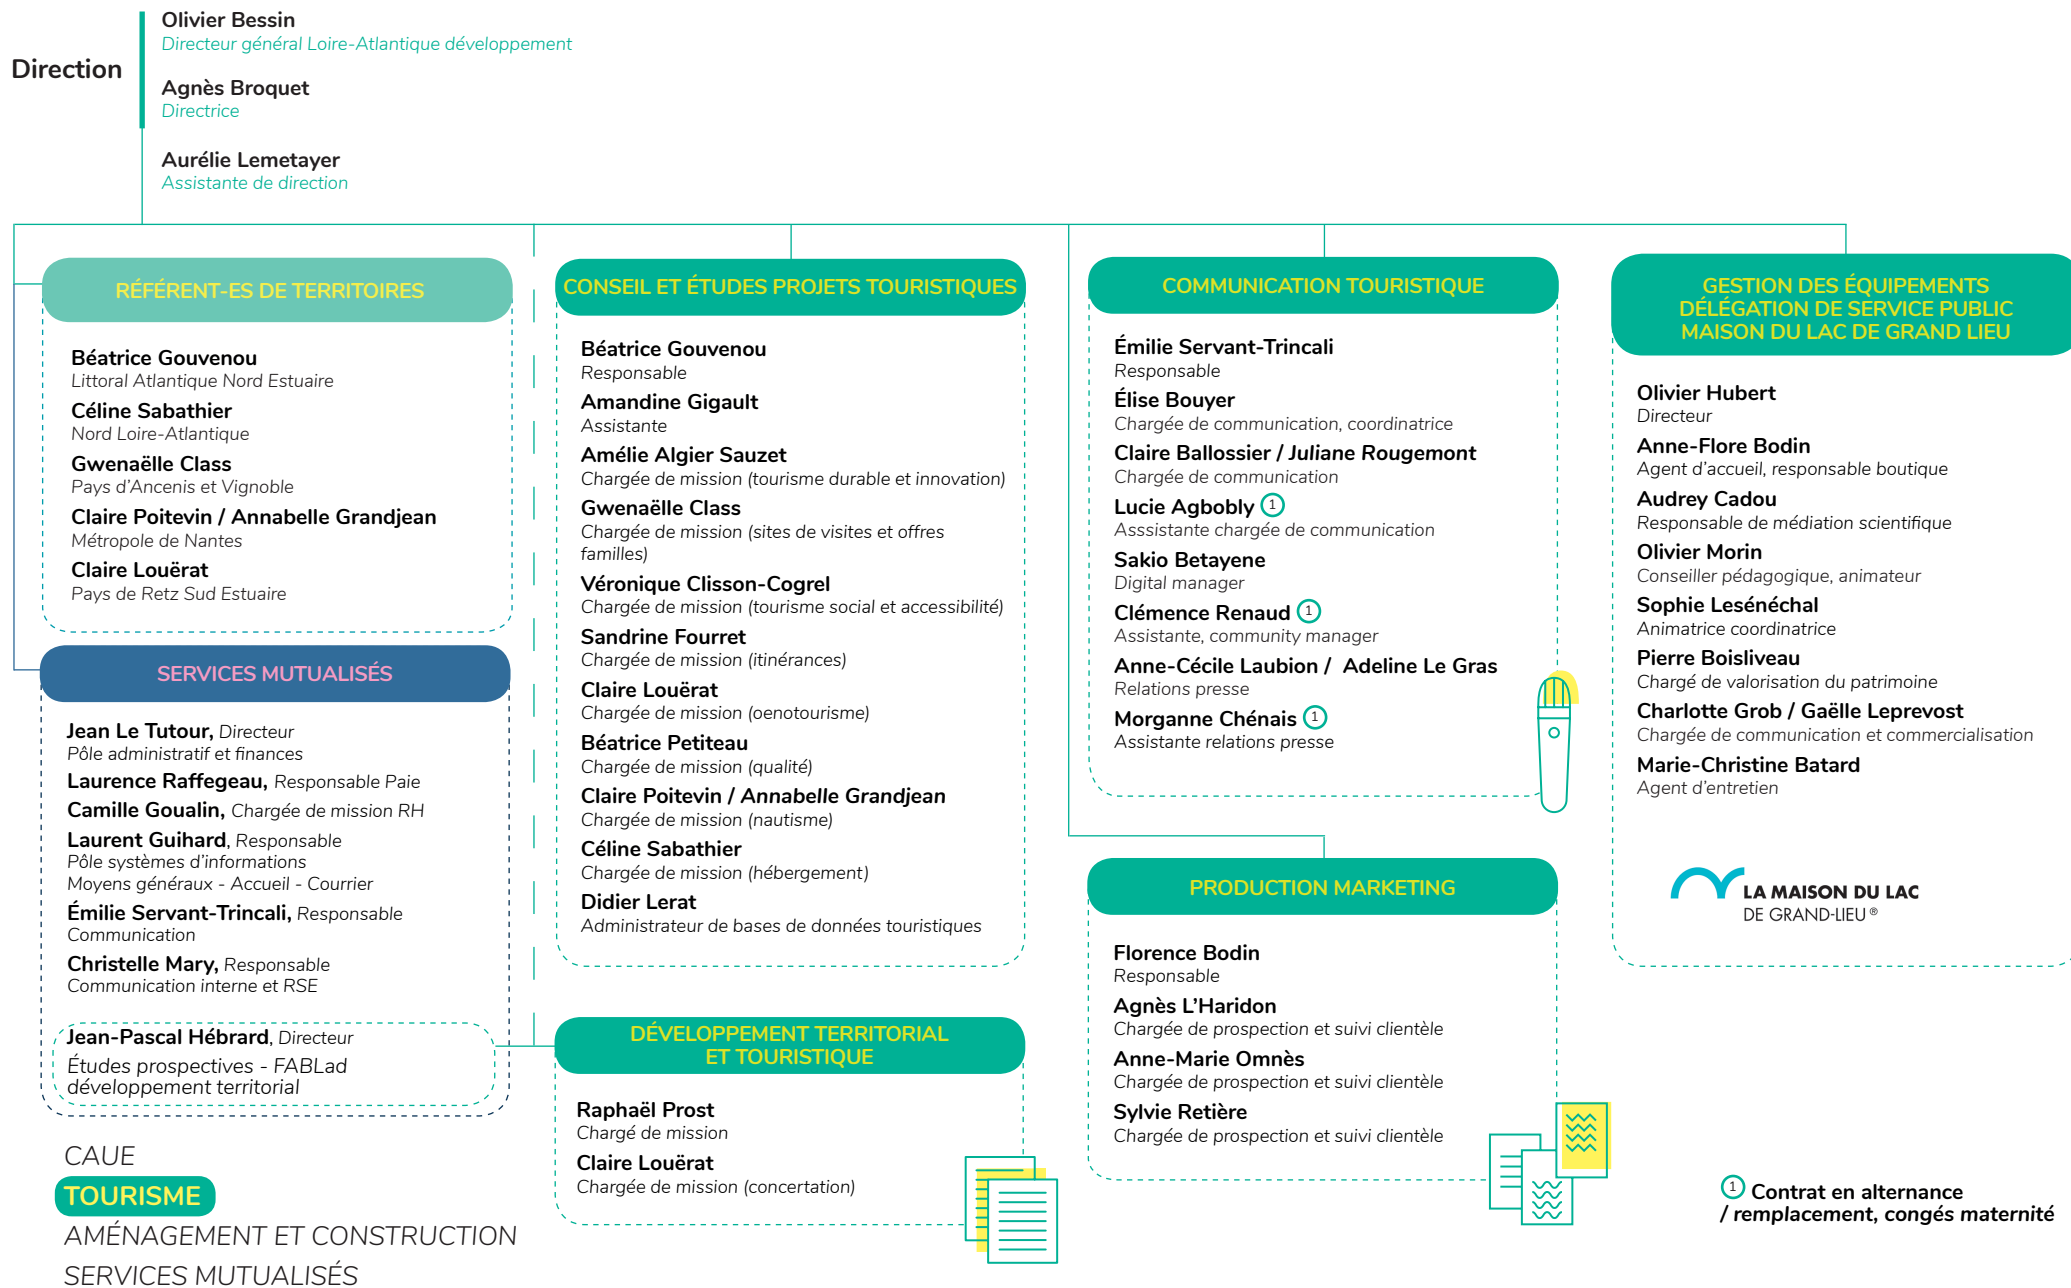 Direction
Olivier Bessin
Directeur général Loire-Atlantique développement
Agnès Broquet
Directrice
Aurélie Lemetayer
Assistante de direction
RÉFÉRENT-ES DE TERRITOIRES
Béatrice Gouvenou
Littoral Atlantique Nord Estuaire
Céline Sabathier
Nord Loire-Atlantique
Gwenaëlle Class
Pays d’Ancenis et Vignoble
Claire Poitevin / Annabelle Grandjean
Métropole de Nantes
Claire Louërat
Pays de Retz Sud Estuaire
SERVICES MUTUALISÉS
Jean Le Tutour, Directeur
Pôle administratif et finances
Laurence Raffegeau, Responsable Paie
Camille Goualin, Chargée de mission RH
Laurent Guihard, Responsable
Pôle systèmes d’informations
Moyens généraux - Accueil - Courrier
Émilie Servant-Trincali, Responsable
Communication
Christelle Mary, Responsable
Communication interne et RSE
Jean-Pascal Hébrard, Directeur
Études prospectives - FABLad
développement territorial
CAUE
TOURISME
AMÉNAGEMENT ET CONSTRUCTION
SERVICES MUTUALISÉS
CONSEIL ET ÉTUDES PROJETS TOURISTIQUES
Béatrice Gouvenou
Responsable
Amandine Gigault
Assistante
Amélie Algier Sauzet
Chargée de mission (tourisme durable et innovation)
Gwenaëlle Class
Chargée de mission (sites de visites et offres
familles)
Véronique Clisson-Cogrel
Chargée de mission (tourisme social et accessibilité)
Sandrine Fourret
Chargée de mission (itinérances)
Claire Louërat
Chargée de mission (oenotourisme)
Béatrice Petiteau
Chargée de mission (qualité)
Claire Poitevin / Annabelle Grandjean
Chargée de mission (nautisme)
Céline Sabathier
Chargée de mission (hébergement)
Didier Lerat
Administrateur de bases de données touristiques
DÉVELOPPEMENT TERRITORIAL
ET TOURISTIQUE
Raphaël Prost
Chargé de mission
Claire Louërat
Chargée de mission (concertation)
COMMUNICATION TOURISTIQUE
Émilie Servant-Trincali
Responsable
Élise Bouyer
Chargée de communication, coordinatrice
Claire Ballossier / Juliane Rougemont
Chargée de communication
Lucie Agbobly 1
Asssistante chargée de communication
Sakio Betayene
Digital manager
Clémence Renaud 1
Assistante, community manager
Anne-Cécile Laubion / Adeline Le Gras
Relations presse
Morganne Chénais 1
Assistante relations presse
PRODUCTION MARKETING
Florence Bodin
Responsable
Agnès L’Haridon
Chargée de prospection et suivi clientèle
Anne-Marie Omnès
Chargée de prospection et suivi clientèle
Sylvie Retière
Chargée de prospection et suivi clientèle
GESTION DES ÉQUIPEMENTS
DÉLÉGATION DE SERVICE PUBLIC
MAISON DU LAC DE GRAND LIEU
Olivier Hubert
Directeur
Anne-Flore Bodin
Agent d’accueil, responsable boutique
Audrey Cadou
Responsable de médiation scientifique
Olivier Morin
Conseiller pédagogique, animateur
Sophie Lesénéchal
Animatrice coordinatrice
Pierre Boisliveau
Chargé de valorisation du patrimoine
Charlotte Grob / Gaëlle Leprevost
Chargée de communication et commercialisation
Marie-Christine Batard
Agent d’entretien
LA MAISON DU LAC
DE GRAND-LIEU ®
1 Contrat en alternance
/ remplacement, congés maternité